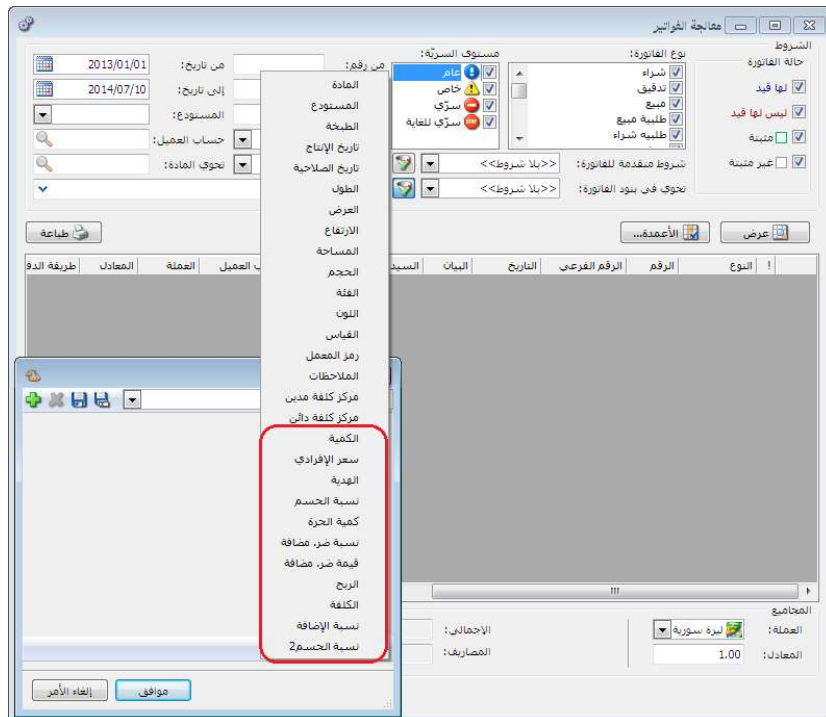 معالجة الفواتير
الشروط
حالة الفاتورة
لها قيد
ليس لها قيد
مثبتة
غير مثبتة
نوع الفاتورة:
شراء
تدقيق
مبيع
طلبية مبيع
طلبيه شراء
مستوى السريّة:
عام
خاص
سرّي
سرّي للغاية
شروط متقدمة للفاتورة:
<<بلا شروط>>
تحوي في بنود الفاتورة:
<<بلا شروط>>
من رقم:
من تاريخ:
2013/01/01
إلى تاريخ:
2014/07/10
المستودع:
حساب العميل:
تحوي المادة:
عرض
الأعمدة...
طباعة
! النوع الرقم الرقم الفرعي التاريخ البيان العميل العملة المعادل
المادة
المستودع
الطبخة
تاريخ الإنتاج
تاريخ الصلاحية
الطول
العرض
الارتفاع
المساحة
الحجم
الفئة
اللون
القياس
رمز المعمل
الملاحظات
مركز كلفة مدين
مركز كلفة دائن
الكمية
سعر الإفرادي
الهدية
نسبة الحسم
كمية الحرة
نسبة ضر. مضافة
قيمة ضر. مضافة
الربح
الكلفة
نسبة الإضافة
نسبة الحسم2
موافق
إلغاء الأمر
المجاميع
العملة:
ليرة سورية
المعادل:
1.00
الإجمالي:
المصاريف: